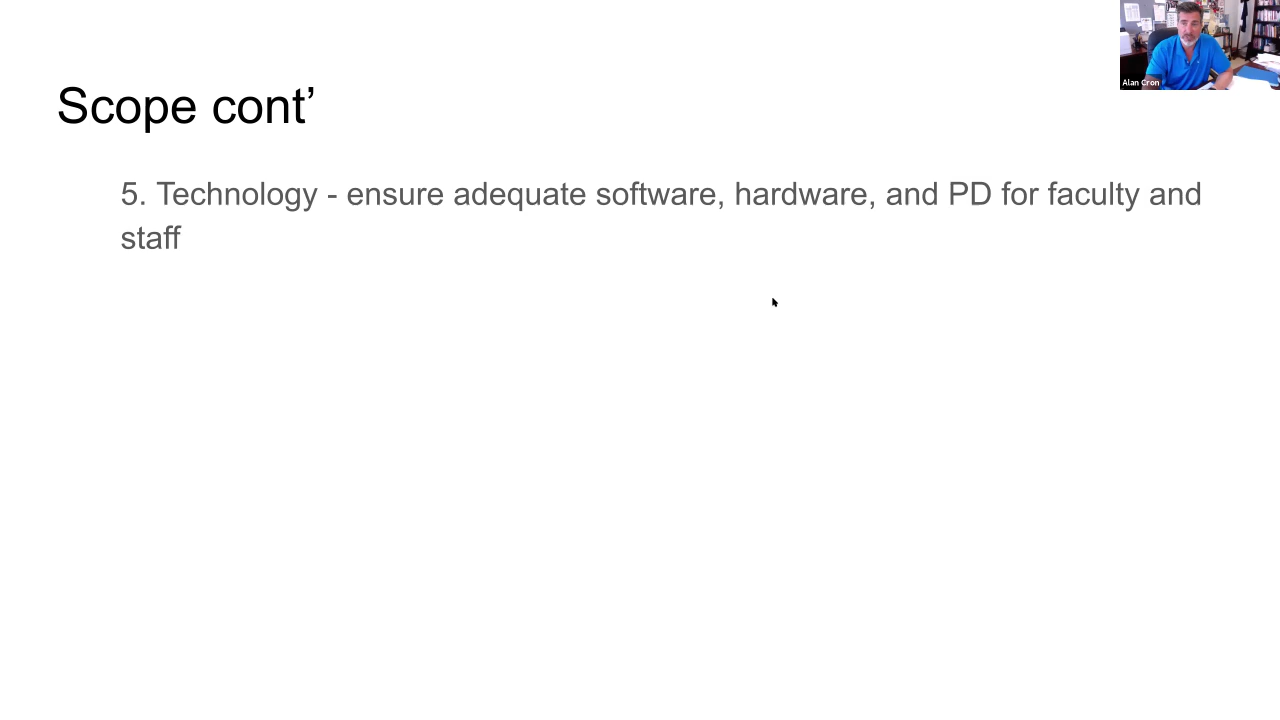 Scope cont’
5. Technology - ensure adequate software, hardware, and PD for faculty and
staff
Alan Cron